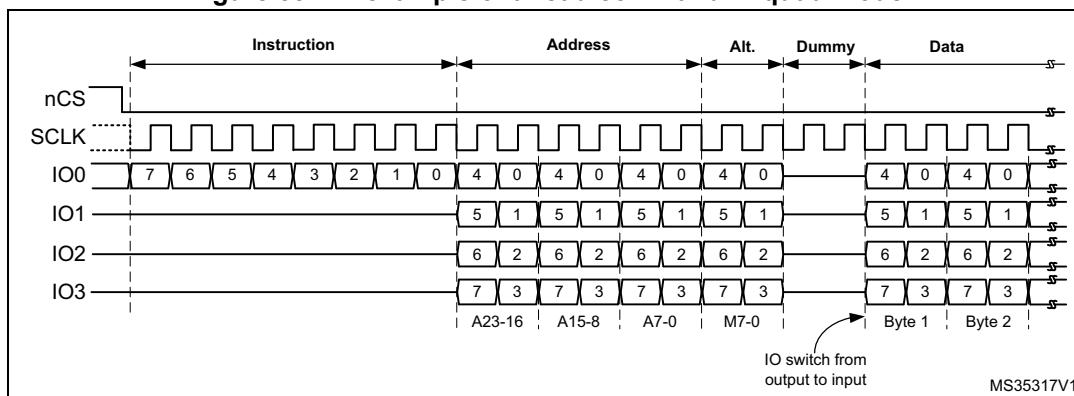 Instruction Address Alt. Dummy Data
nCS
SCLK
IO0 7 6 5 4 3 2 1 0 4 0 4 0 4 0 4 0 4 0 4 0
IO1 5 1 5 1 5 1 5 1 5 1 5 1
IO2 6 2 6 2 6 2 6 2 6 2 6 2
IO3 7 3 7 3 7 3 7 3 7 3 7 3
A23-16 A15-8 A7-0 M7-0 Byte 1 Byte 2
IO switch from
output to input
MS35317V1